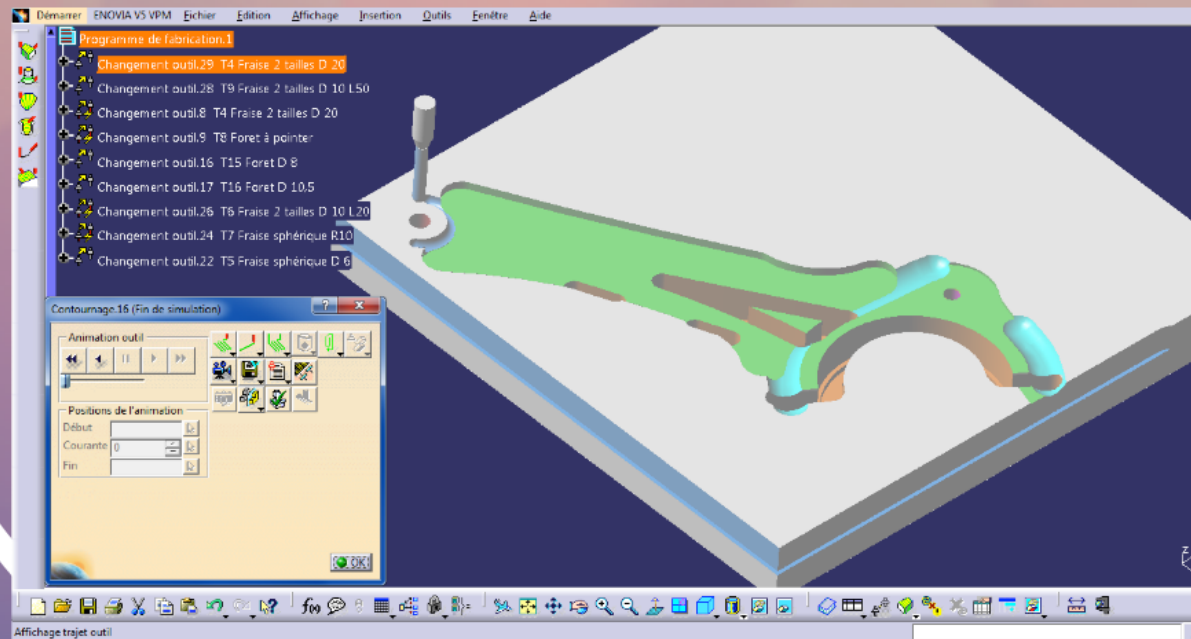 Démarrer ENOVIA V5 VPM Fichier Edition Affichage Insertion Outils Fenêtre Aide
Programme de fabrication.1
Changement outil.29 T4 Fraise 2 tailles D 20
Changement outil.28 T9 Fraise 2 tailles D 10 L50
Changement outil.8 T4 Fraise 2 tailles D 20
Changement outil.9 T8 Foret à pointer
Changement outil.16 T15 Foret D 8
Changement outil.17 T16 Foret D 10,5
Changement outil.26 T6 Fraise 2 tailles D 10 L20
Changement outil.24 T7 Fraise sphérique R10
Changement outil.22 T5 Fraise sphérique D 6
Contournage.16 (Fin de simulation)
Animation outil
Positions de l'animation
Début
Courante 0
Fin
OK
Z
f(x)
Affichage trajet outil